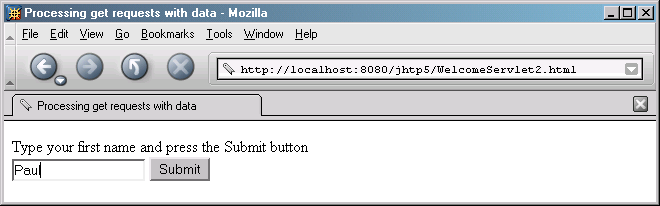 Processing get requests with data - Mozilla
File Edit View Go Bookmarks Tools Window Help
http://localhost:8080/jhtp5/WelcomeServlet2.html
Processing get requests with data
Type your first name and press the Submit button
Paul Submit